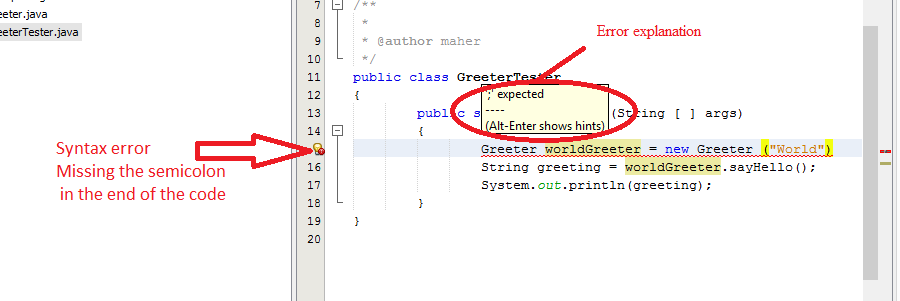 eeter.java
eeterTester.java
7 /**
8 *
9 * @author maher
10 */
11 public class GreeterTester
12 {
13 public s (String [ ] args)
14 {
15 Greeter worldGreeter = new Greeter ("World")
16 String greeting = worldGreeter.sayHello();
17 System.out.println(greeting);
18 }
19 }
20
Error explanation
';' expected
----
(Alt-Enter shows hints)
Syntax error
Missing the semicolon
in the end of the code